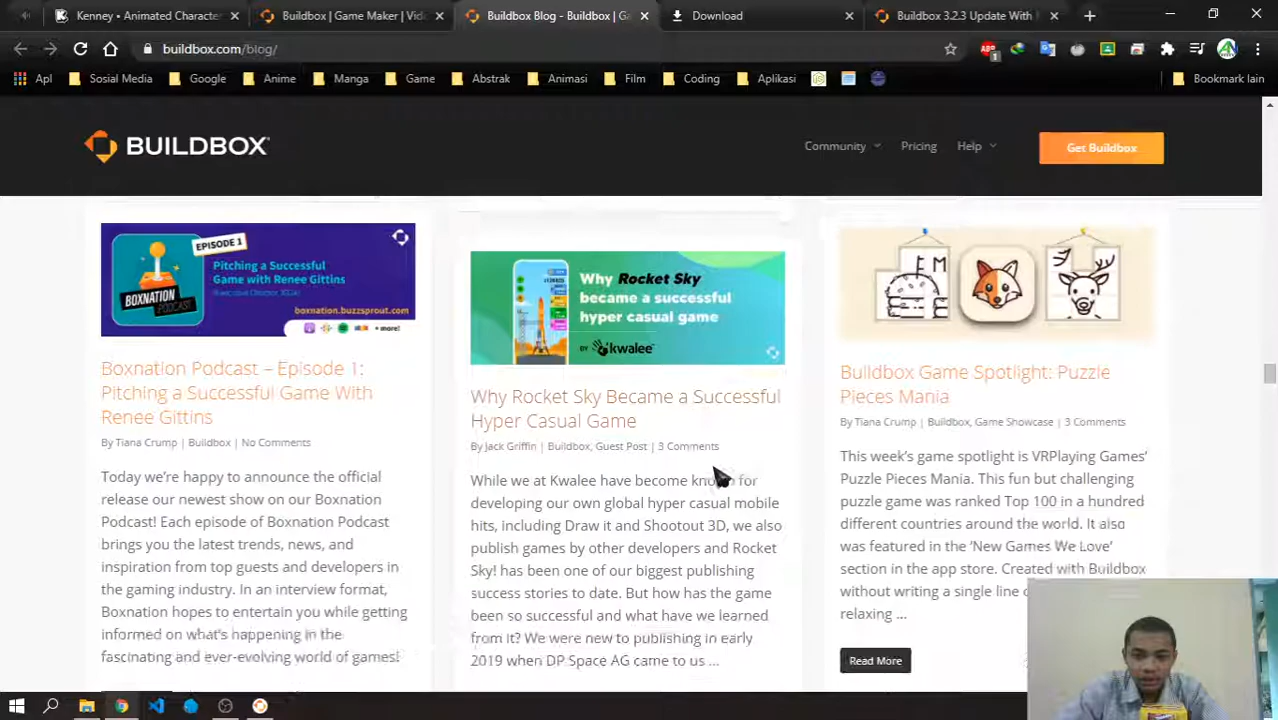 Kenney • Animated Character
Buildbox | Game Maker | Vide
Buildbox Blog - Buildbox | Ga
Download
Buildbox 3.2.3 Update With
buildbox.com/blog/
Apl
Sosial Media
Google
Anime
Manga
Game
Abstrak
Animasi
Film
Coding
Aplikasi
Bookmark lain
BUILDBOX
Community
Pricing
Help
Get Buildbox
EPISODE 1
Pitching a Successful
Game with Renee Gittins
BOXNATION
PODCAST
boxnation.buzzsprout.com
+ more!
Boxnation Podcast – Episode 1:
Pitching a Successful Game With
Renee Gittins
By Tiana Crump | Buildbox | No Comments
Today we're happy to announce the official
release our newest show on our Boxnation
Podcast! Each episode of Boxnation Podcast
brings you the latest trends, news, and
inspiration from top guests and developers in
the gaming industry. In an interview format,
Boxnation hopes to entertain you while getting
informed on what's happening in the
fascinating and ever-evolving world of games!
Why Rocket Sky
became a successful
hyper casual game
BY kwalee
Why Rocket Sky Became a Successful
Hyper Casual Game
By Jack Griffin | Buildbox, Guest Post | 3 Comments
While we at Kwalee have become known for
developing our own global hyper casual mobile
hits, including Draw it and Shootout 3D, we also
publish games by other developers and Rocket
Sky! has been one of our biggest publishing
success stories to date. But how has the game
been so successful and what have we learned
from it? We were new to publishing in early
2019 when DP Space AG came to us ...
Buildbox Game Spotlight: Puzzle
Pieces Mania
By Tiana Crump | Buildbox, Game Showcase | 3 Comments
This week's game spotlight is VRPlaying Games'
Puzzle Pieces Mania. This fun but challenging
puzzle game was ranked Top 100 in a hundred
different countries around the world. It also
was featured in the 'New Games We Love'
section in the app store. Created with Buildbox
without writing a single line
relaxing ...
Read More